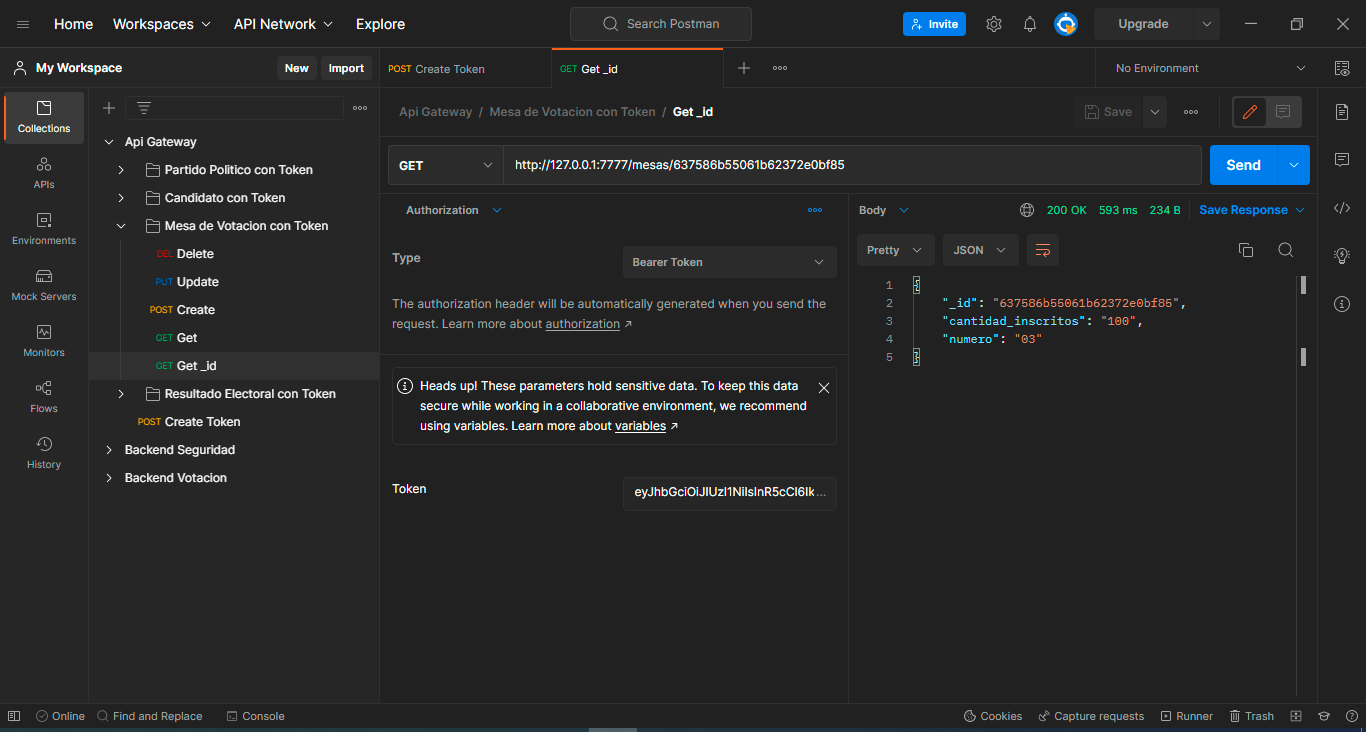 Home Workspaces API Network Explore Search Postman Invite Upgrade
My Workspace New Import POST Create Token GET Get _id No Environment
Collections
APIs
Environments
Mock Servers
Monitors
Flows
History
Api Gateway
Partido Politico con Token
Candidato con Token
Mesa de Votacion con Token
DEL Delete
PUT Update
POST Create
GET Get
GET Get _id
Resultado Electoral con Token
POST Create Token
Backend Seguridad
Backend Votacion
Api Gateway / Mesa de Votacion con Token / Get _id Save
GET http://127.0.0.1:7777/mesas/637586b55061b62372e0bf85 Send
Authorization
Type Bearer Token
The authorization header will be automatically generated when you send the
request. Learn more about authorization ↗
Heads up! These parameters hold sensitive data. To keep this data
secure while working in a collaborative environment, we recommend
using variables. Learn more about variables ↗
Token eyJhbGciOiJIUzI1NiIsInR5cCI6Ik...
Body 200 OK 593 ms 234 B Save Response
Pretty JSON
1 {
2 "_id": "637586b55061b62372e0bf85",
3 "cantidad_inscritos": "100",
4 "numero": "03"
5 }
Online Find and Replace Console Cookies Capture requests Runner Trash